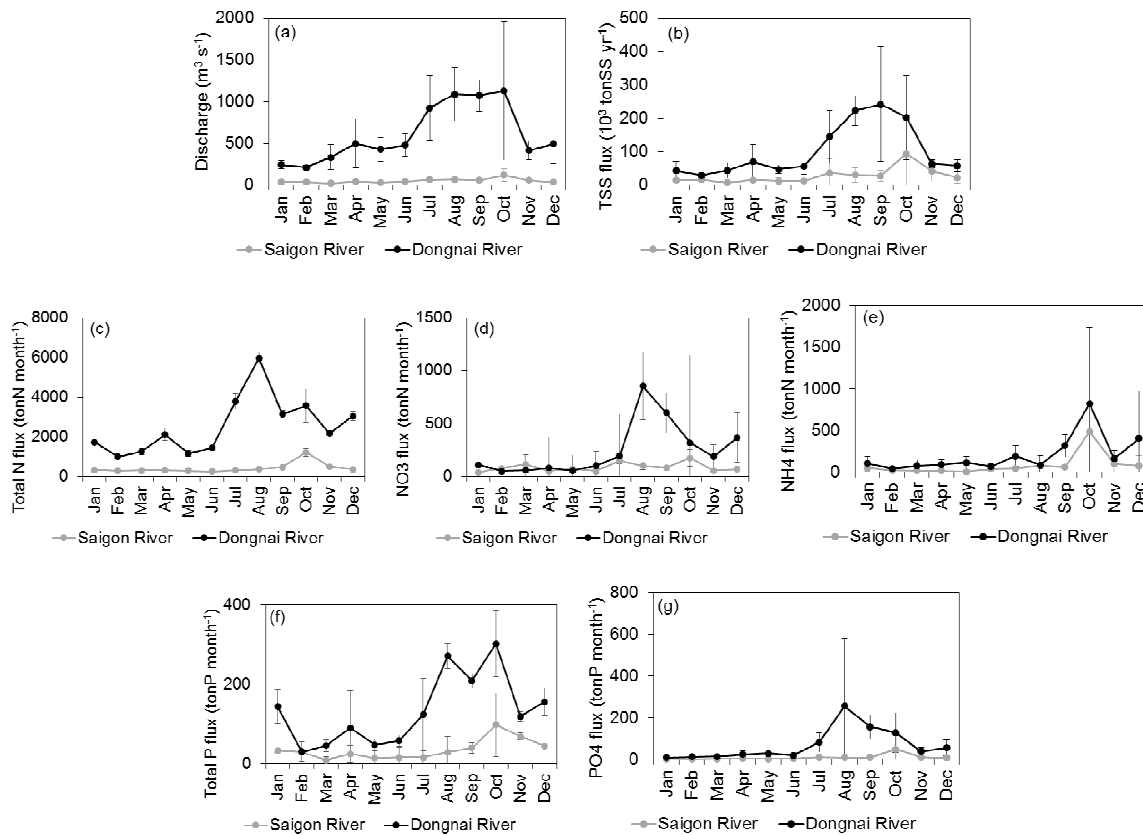 (a)
Discharge (m³ s⁻¹)
2000
1500
1000
500
0
Jan Feb Mar Apr May Jun Jul Aug Sep Oct Nov Dec
Saigon River Dongnai River
(b)
TSS flux (10³ tonSS yr⁻¹)
500
400
300
200
100
0
Jan Feb Mar Apr May Jun Jul Aug Sep Oct Nov Dec
Saigon River Dongnai River
(c)
Total N flux (tonN month⁻¹)
8000
6000
4000
2000
0
Jan Feb Mar Apr May Jun Jul Aug Sep Oct Nov Dec
Saigon River Dongnai River
(d)
NO3 flux (tonN month⁻¹)
1500
1000
500
0
Jan Feb Mar Apr May Jun Jul Aug Sep Oct Nov Dec
Saigon River Dongnai River
(e)
NH4 flux (tonN month⁻¹)
2000
1500
1000
500
0
Jan Feb Mar Apr May Jun Jul Aug Sep Oct Nov Dec
Saigon River Dongnai River
(f)
Total P flux (tonP month⁻¹)
400
200
0
Jan Feb Mar Apr May Jun Jul Aug Sep Oct Nov Dec
Saigon River Dongnai River
(g)
PO4 flux (tonP month⁻¹)
800
600
400
200
0
Jan Feb Mar Apr May Jun Jul Aug Sep Oct Nov Dec
Saigon River Dongnai River